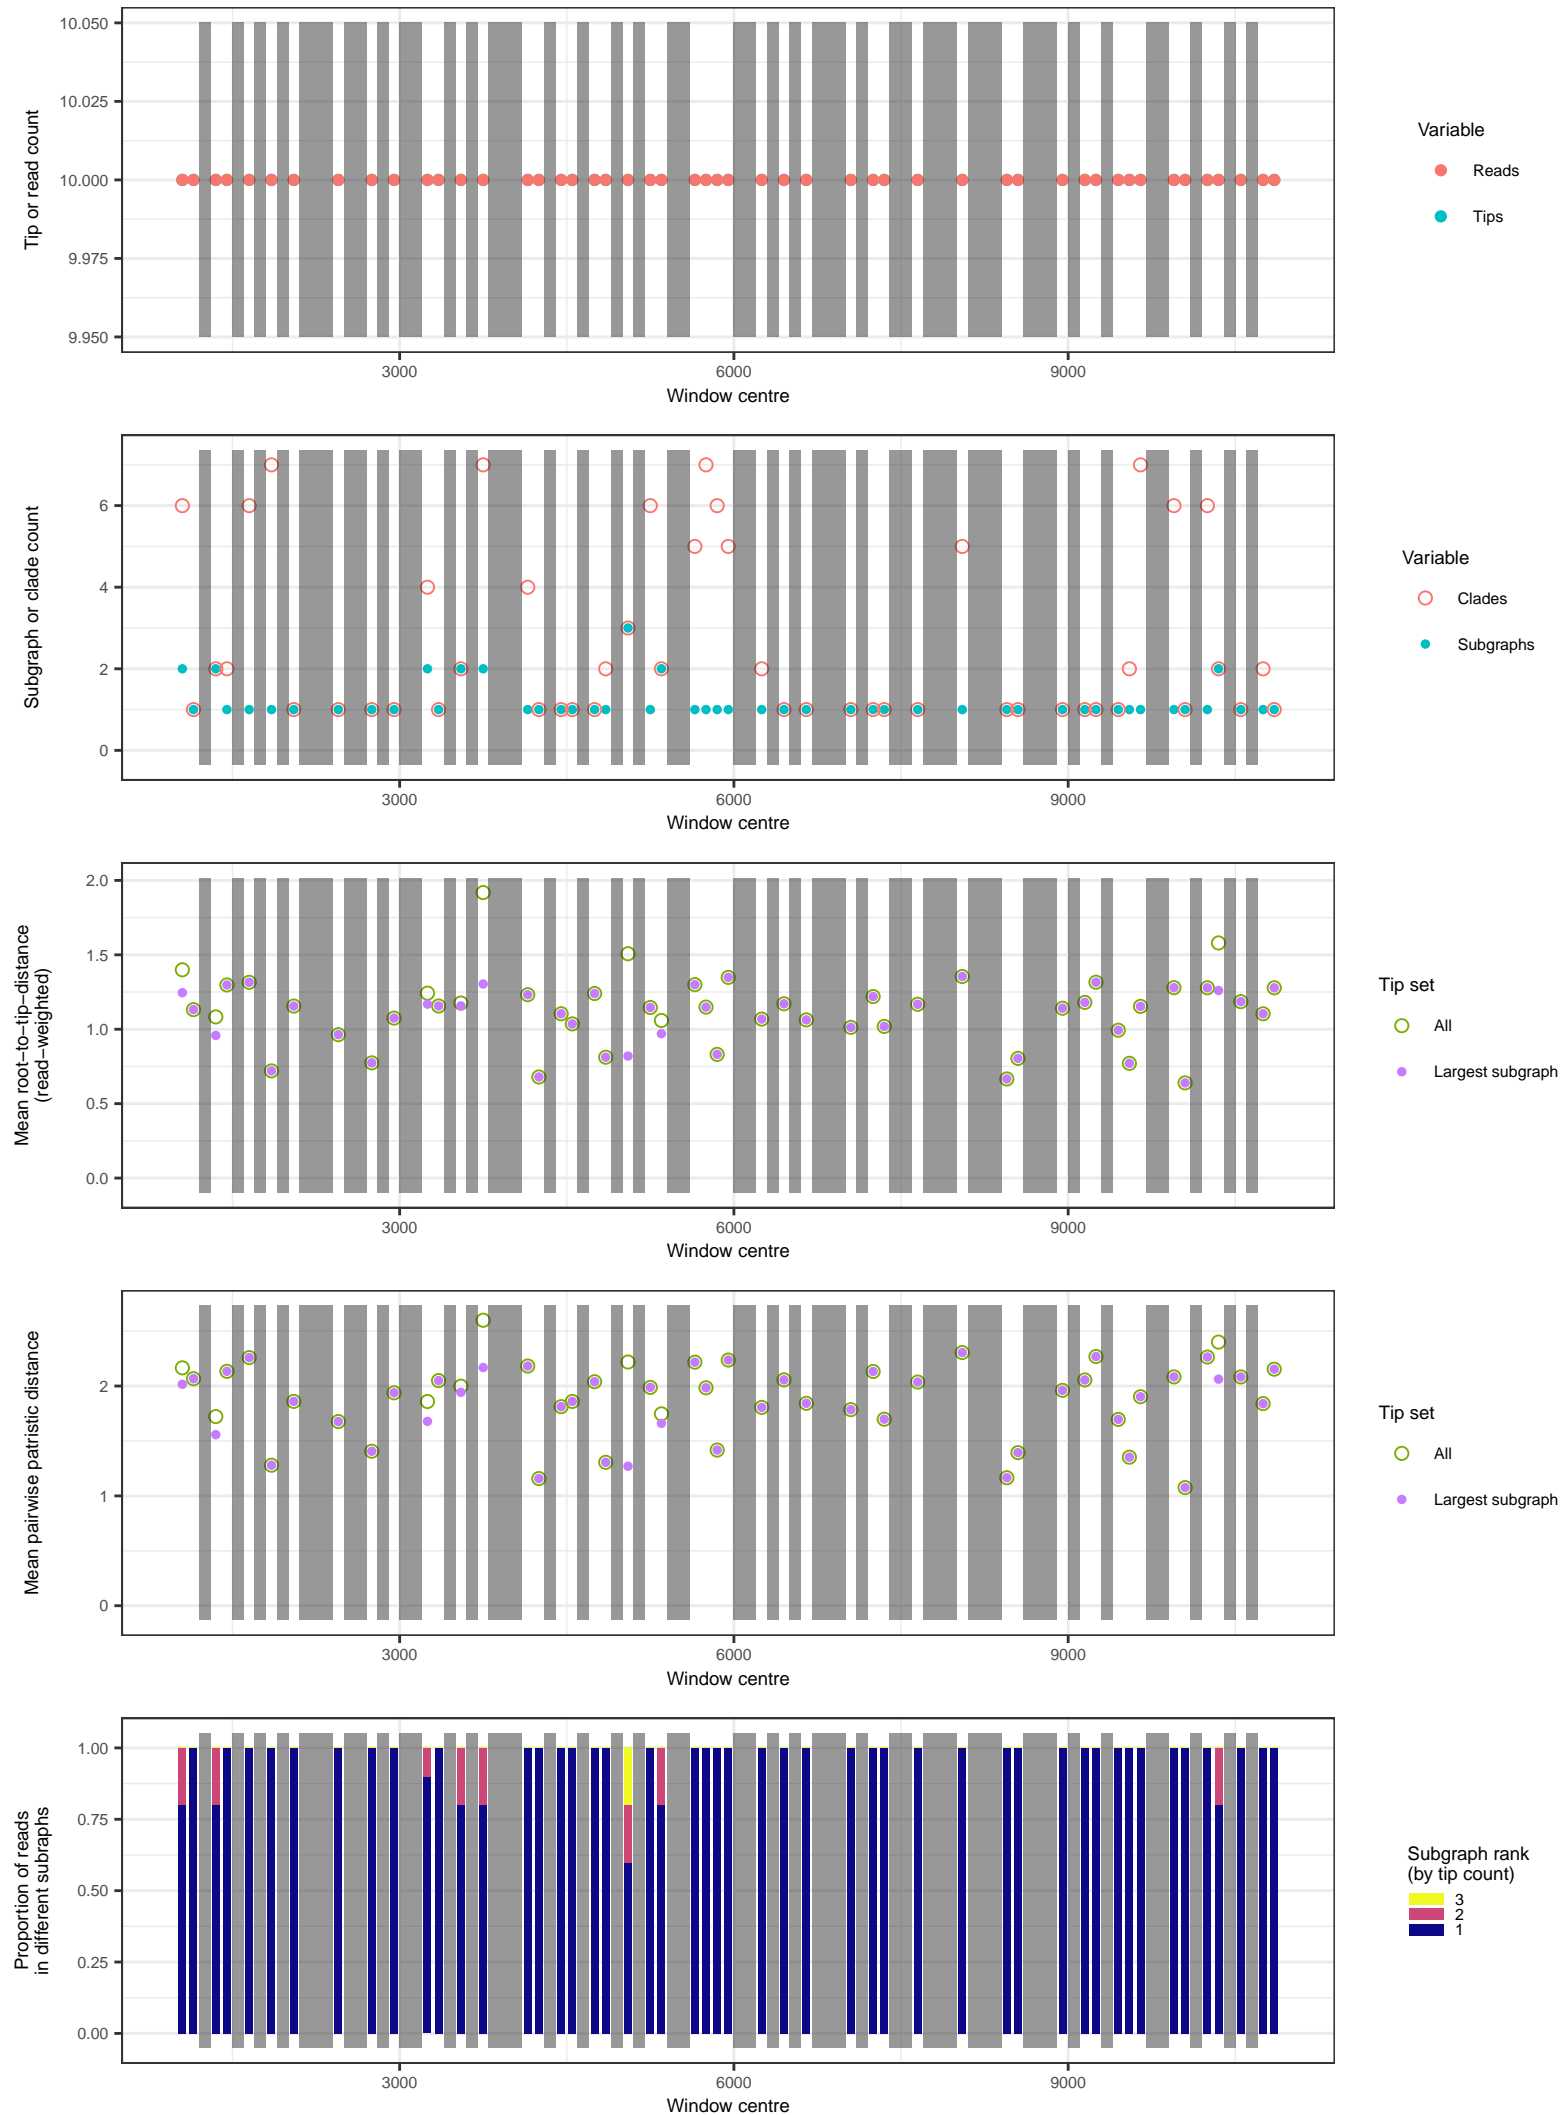 10.050
10.025
10.000
9.975
9.950
Tip or read count
3000
6000
9000
Window centre
Variable
Reads
Tips
6
4
2
0
Subgraph or clade count
3000
6000
9000
Window centre
Variable
Clades
Subgraphs
2.0
1.5
1.0
0.5
0.0
Mean root−to−tip−distance
(read−weighted)
3000
6000
9000
Window centre
Tip set
All
Largest subgraph
2
1
0
Mean pairwise patristic distance
3000
6000
9000
Window centre
Tip set
All
Largest subgraph
1.00
0.75
0.50
0.25
0.00
Proportion of reads
in different subraphs
3000
6000
9000
Window centre
Subgraph rank
(by tip count)
3
2
1